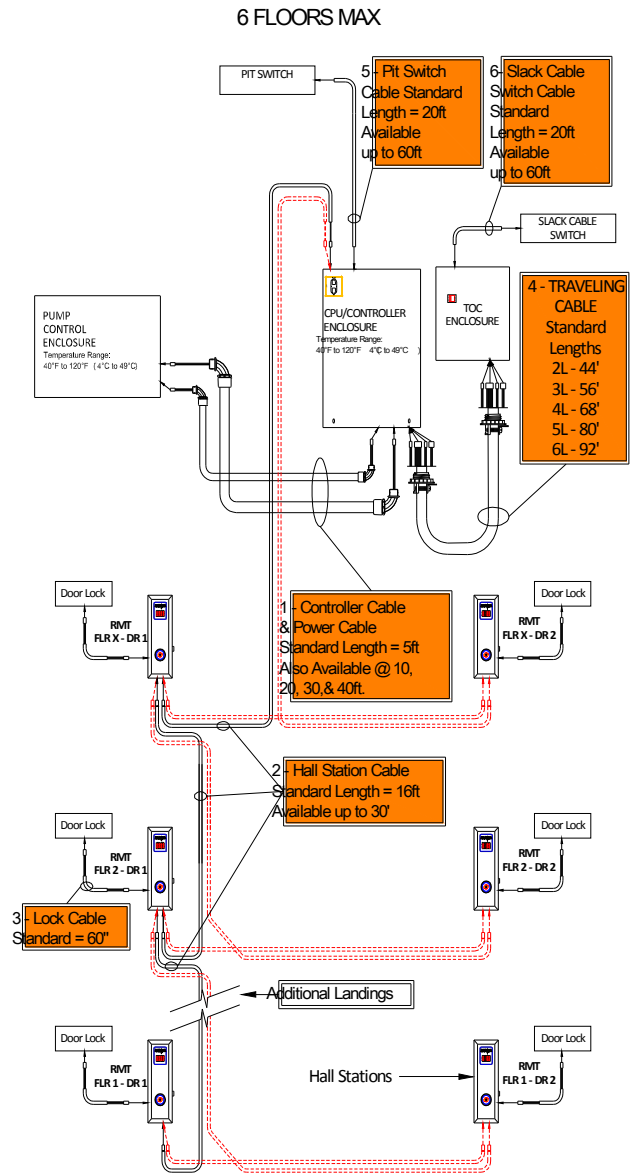 6 FLOORS MAX
PIT SWITCH
5 - Pit Switch
Cable Standard
Length = 20ft
Available
up to 60ft
6- Slack Cable
Switch Cable
Standard
Length = 20ft
Available
up to 60ft
SLACK CABLE
SWITCH
PUMP
CONTROL
ENCLOSURE
Temperature Range:
40°F to 120°F ( 4°C to 49°C)
CPU/CONTROLLER
ENCLOSURE
Temperature Range:
40°F to 120°F 4°C to 49°C )
TOC
ENCLOSURE
4 - TRAVELING
CABLE
Standard
Lengths
2L - 44'
3L - 56'
4L - 68'
5L - 80'
6L - 92'
1 - Controller Cable
& Power Cable
Standard Length = 5ft
Also Available @ 10,
20, 30,& 40ft.
Door Lock
RMT
FLR X - DR 1
RMT
FLR X - DR 2
Door Lock
2 - Hall Station Cable
Standard Length = 16ft
Available up to 30'
Door Lock
RMT
FLR 2 - DR 1
RMT
FLR 2 - DR 2
Door Lock
3 - Lock Cable
Standard = 60"
Additional Landings
Door Lock
RMT
FLR 1 - DR 1
Hall Stations
RMT
FLR 1 - DR 2
Door Lock